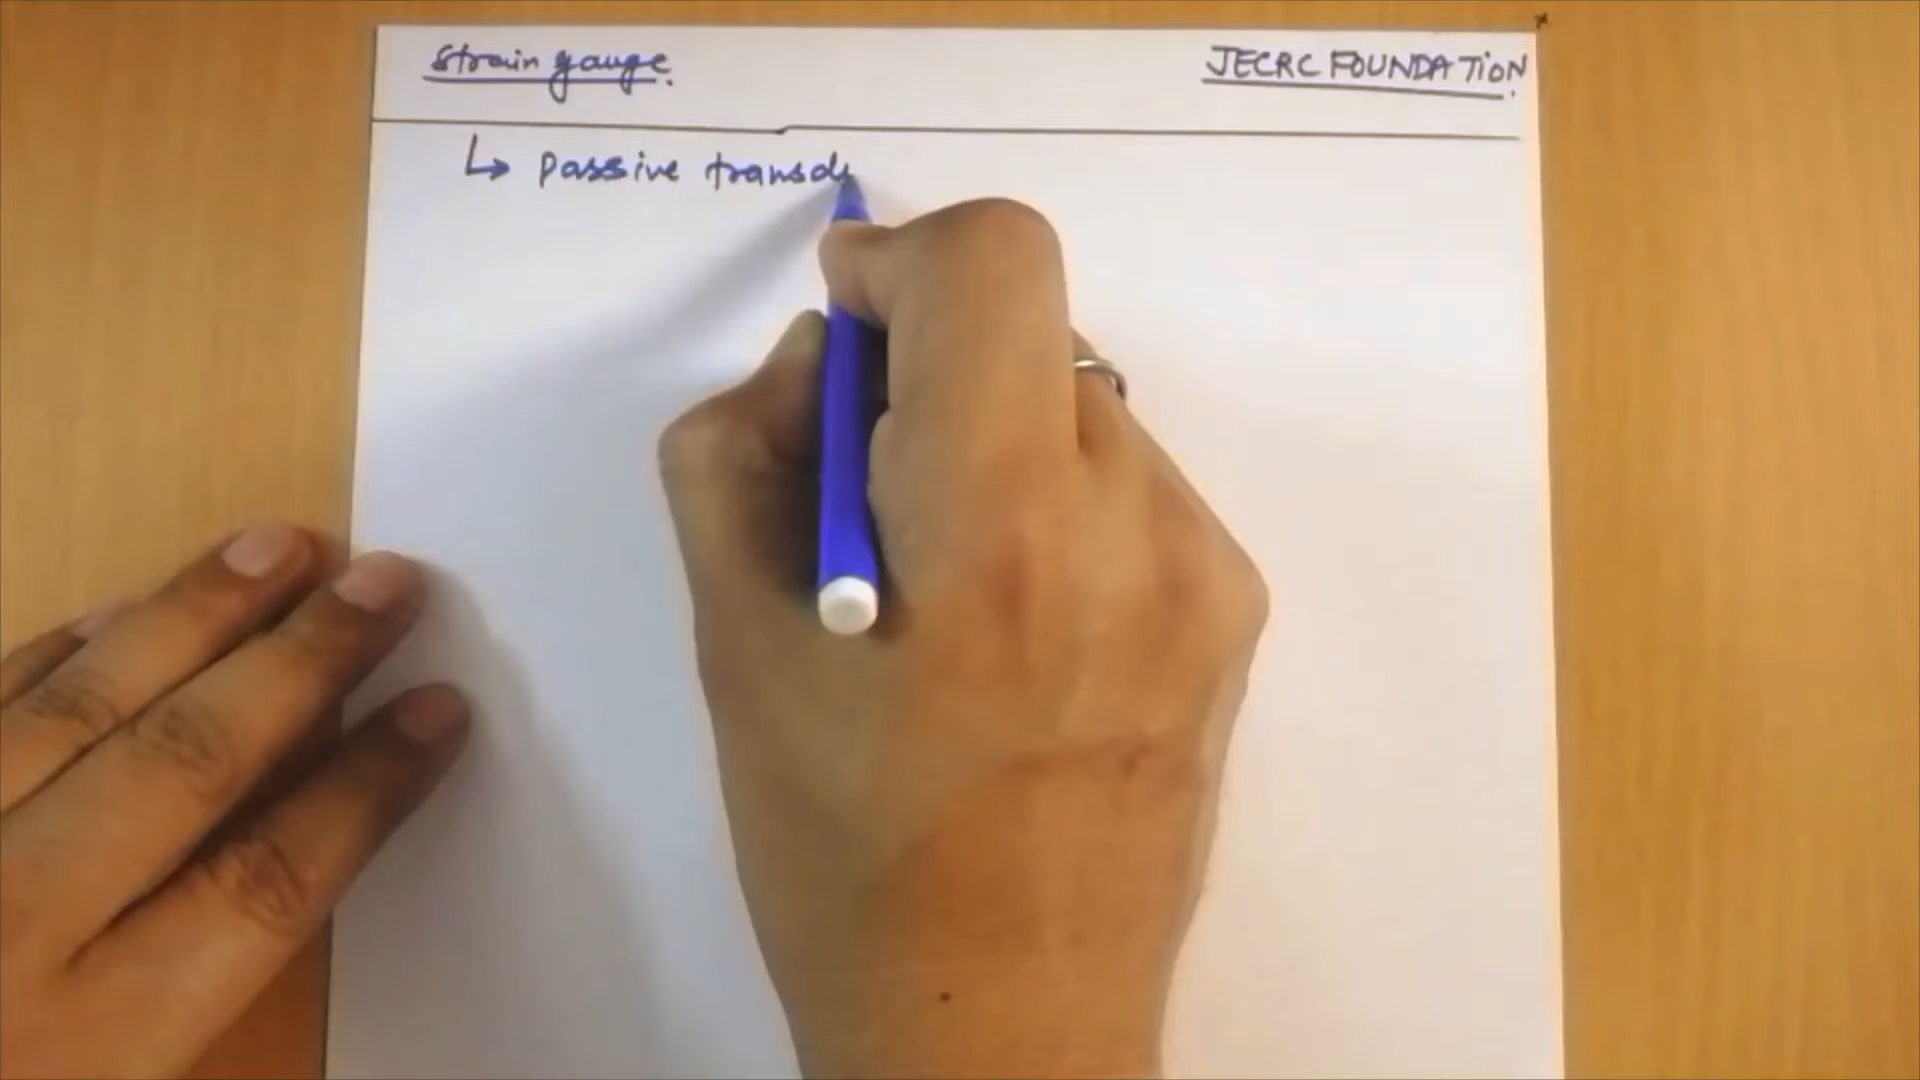 Strain gauge.
JECRC FOUNDATION.
↳ Passive transd